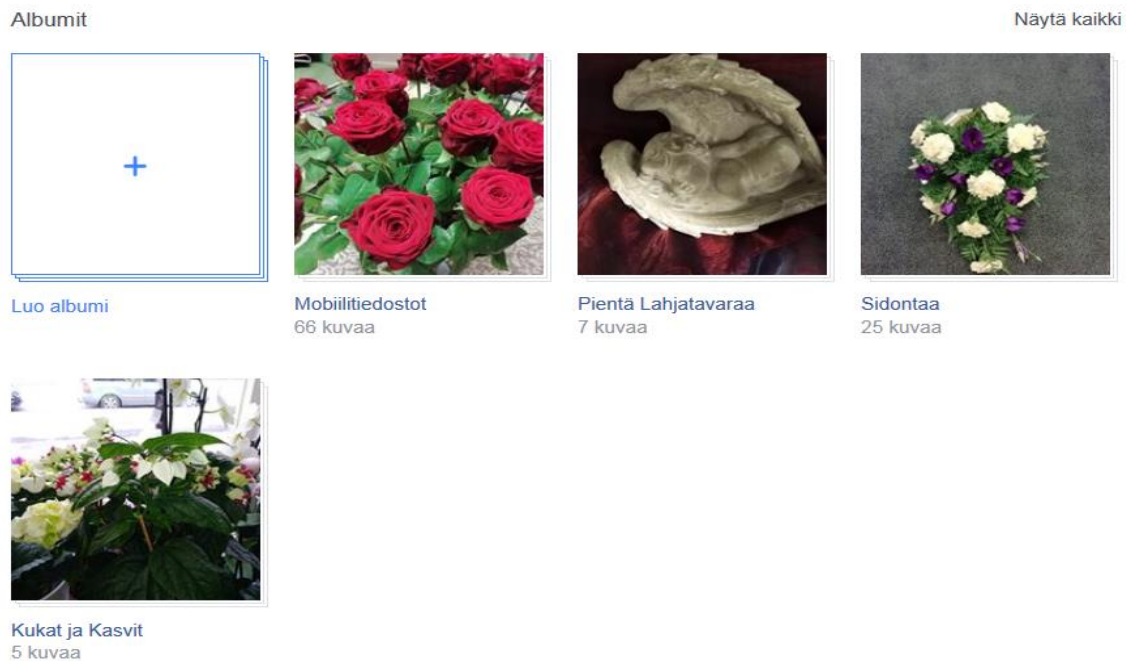 Albumit
Näytä kaikki
Luo albumi
Mobiilitiedostot
66 kuvaa
Pientä Lahjatavaraa
7 kuvaa
Sidontaa
25 kuvaa
Kukat ja Kasvit
5 kuvaa